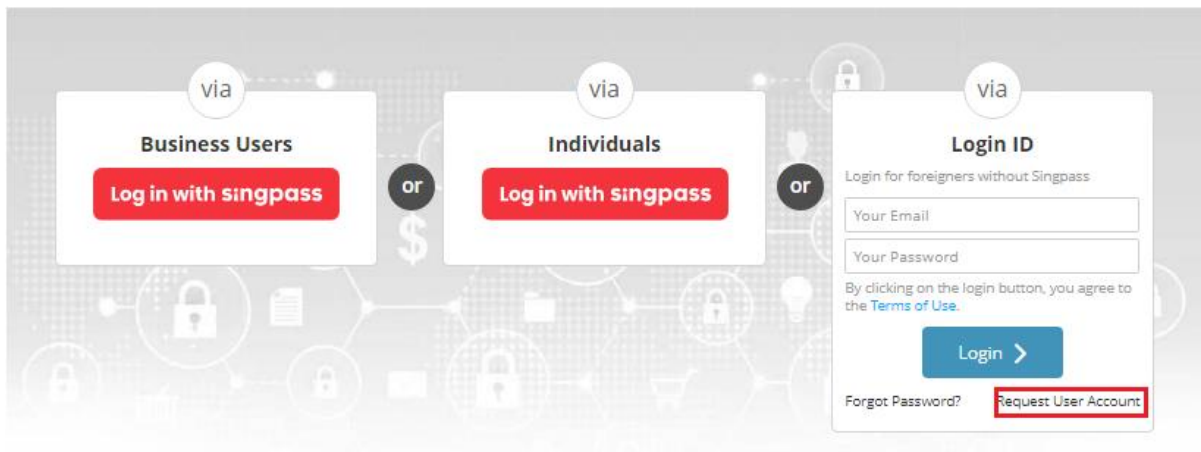 via
Business Users
Log in with singpass
or
via
Individuals
Log in with singpass
or
via
Login ID
Login for foreigners without Singpass
Your Email
Your Password
By clicking on the login button, you agree to
the Terms of Use.
Login
Forgot Password?
Request User Account